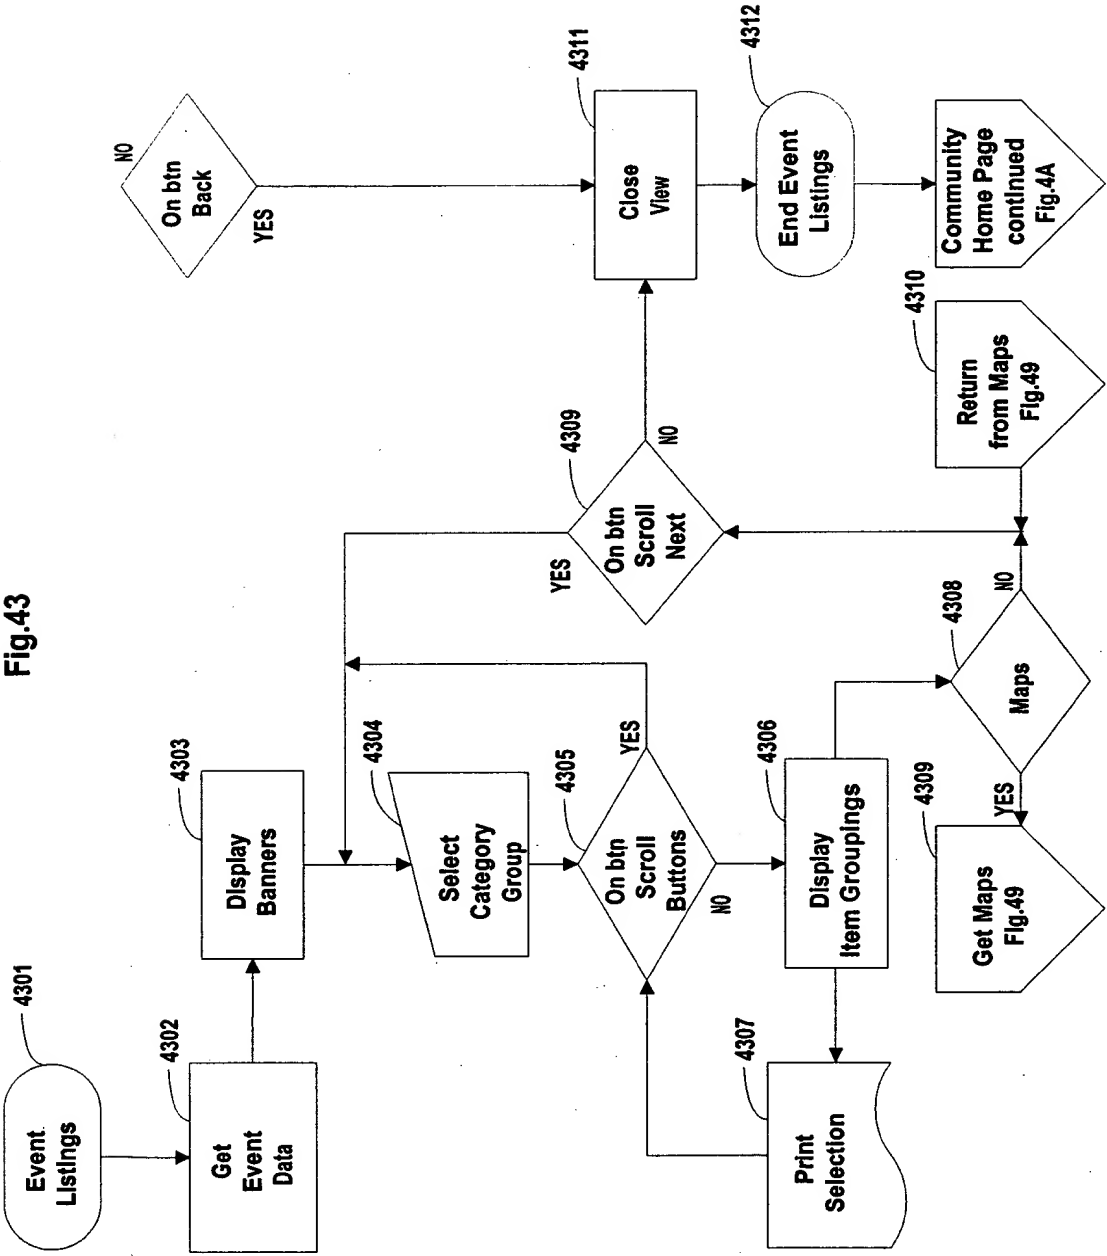 Fig.43
4301
Event
Listings
4302
Get
Event
Data
4303
Display
Banners
4304
Select
Category
Group
4305
On btn
Scroll
Buttons
YES
NO
4306
Display
Item Groupings
4307
Print
Selection
4308
Maps
YES
NO
4309
Get Maps
Fig.49
4309
On btn
Scroll
Next
YES
NO
4310
Return
from Maps
Fig.49
NO
On btn
Back
YES
4311
Close
View
4312
End Event
Listings
Community
Home Page
continued
Fig.4A